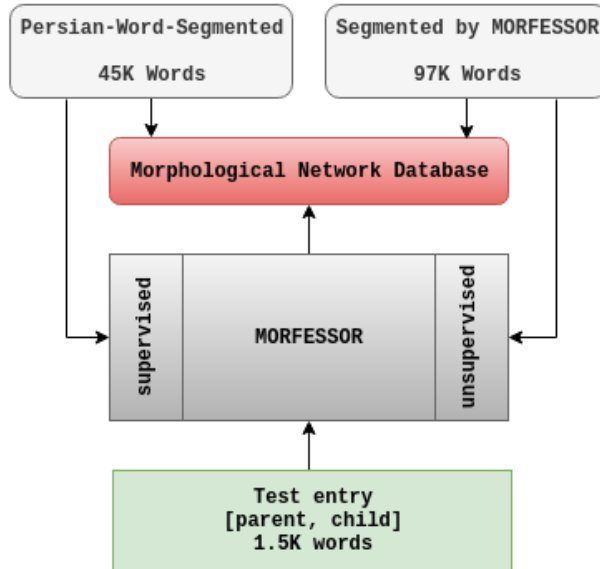 Persian-Word-Segmented
45K Words
Segmented by MORFESSOR
97K Words
Morphological Network Database
supervised
MORFESSOR
unsupervised
Test entry
[parent, child]
1.5K words